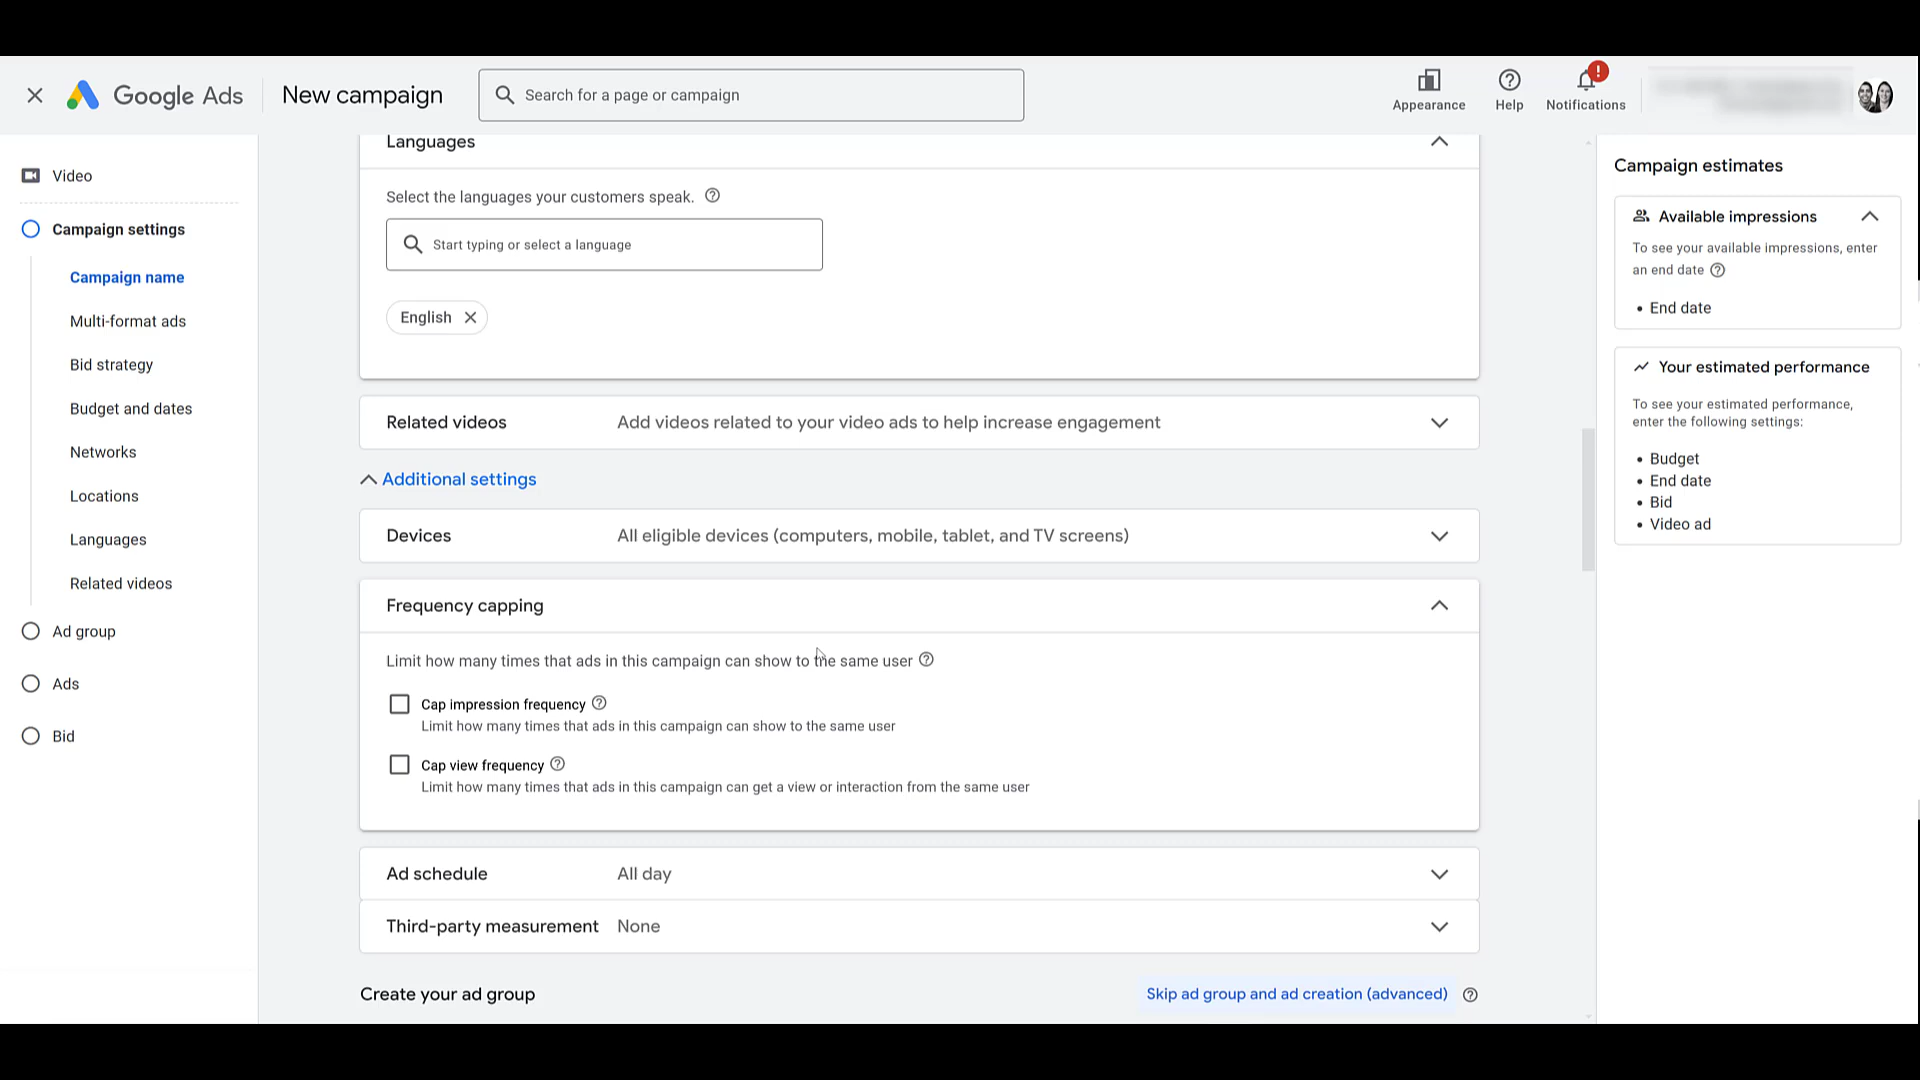 Google Ads
New campaign
Search for a page or campaign
Appearance
Help
Notifications
!
Video
Campaign settings
Campaign name
Multi-format ads
Bid strategy
Budget and dates
Networks
Locations
Languages
Related videos
Ad group
Ads
Bid
Languages
Select the languages your customers speak.
Start typing or select a language
English
Related videos
Add videos related to your video ads to help increase engagement
Additional settings
Devices
All eligible devices (computers, mobile, tablet, and TV screens)
Frequency capping
Limit how many times that ads in this campaign can show to the same user
Cap impression frequency
Limit how many times that ads in this campaign can show to the same user
Cap view frequency
Limit how many times that ads in this campaign can get a view or interaction from the same user
Ad schedule
All day
Third-party measurement
None
Create your ad group
Skip ad group and ad creation (advanced)
Campaign estimates
Available impressions
To see your available impressions, enter
an end date
• End date
Your estimated performance
To see your estimated performance,
enter the following settings:
• Budget
• End date
• Bid
• Video ad